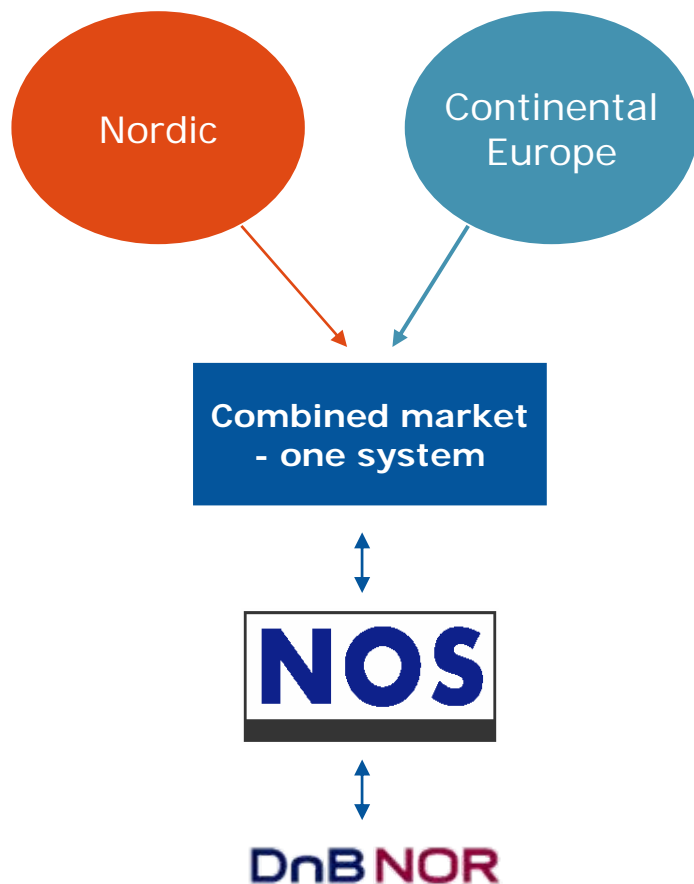 Nordic
Continental
Europe
Combined market
- one system
NOS
DnB NOR